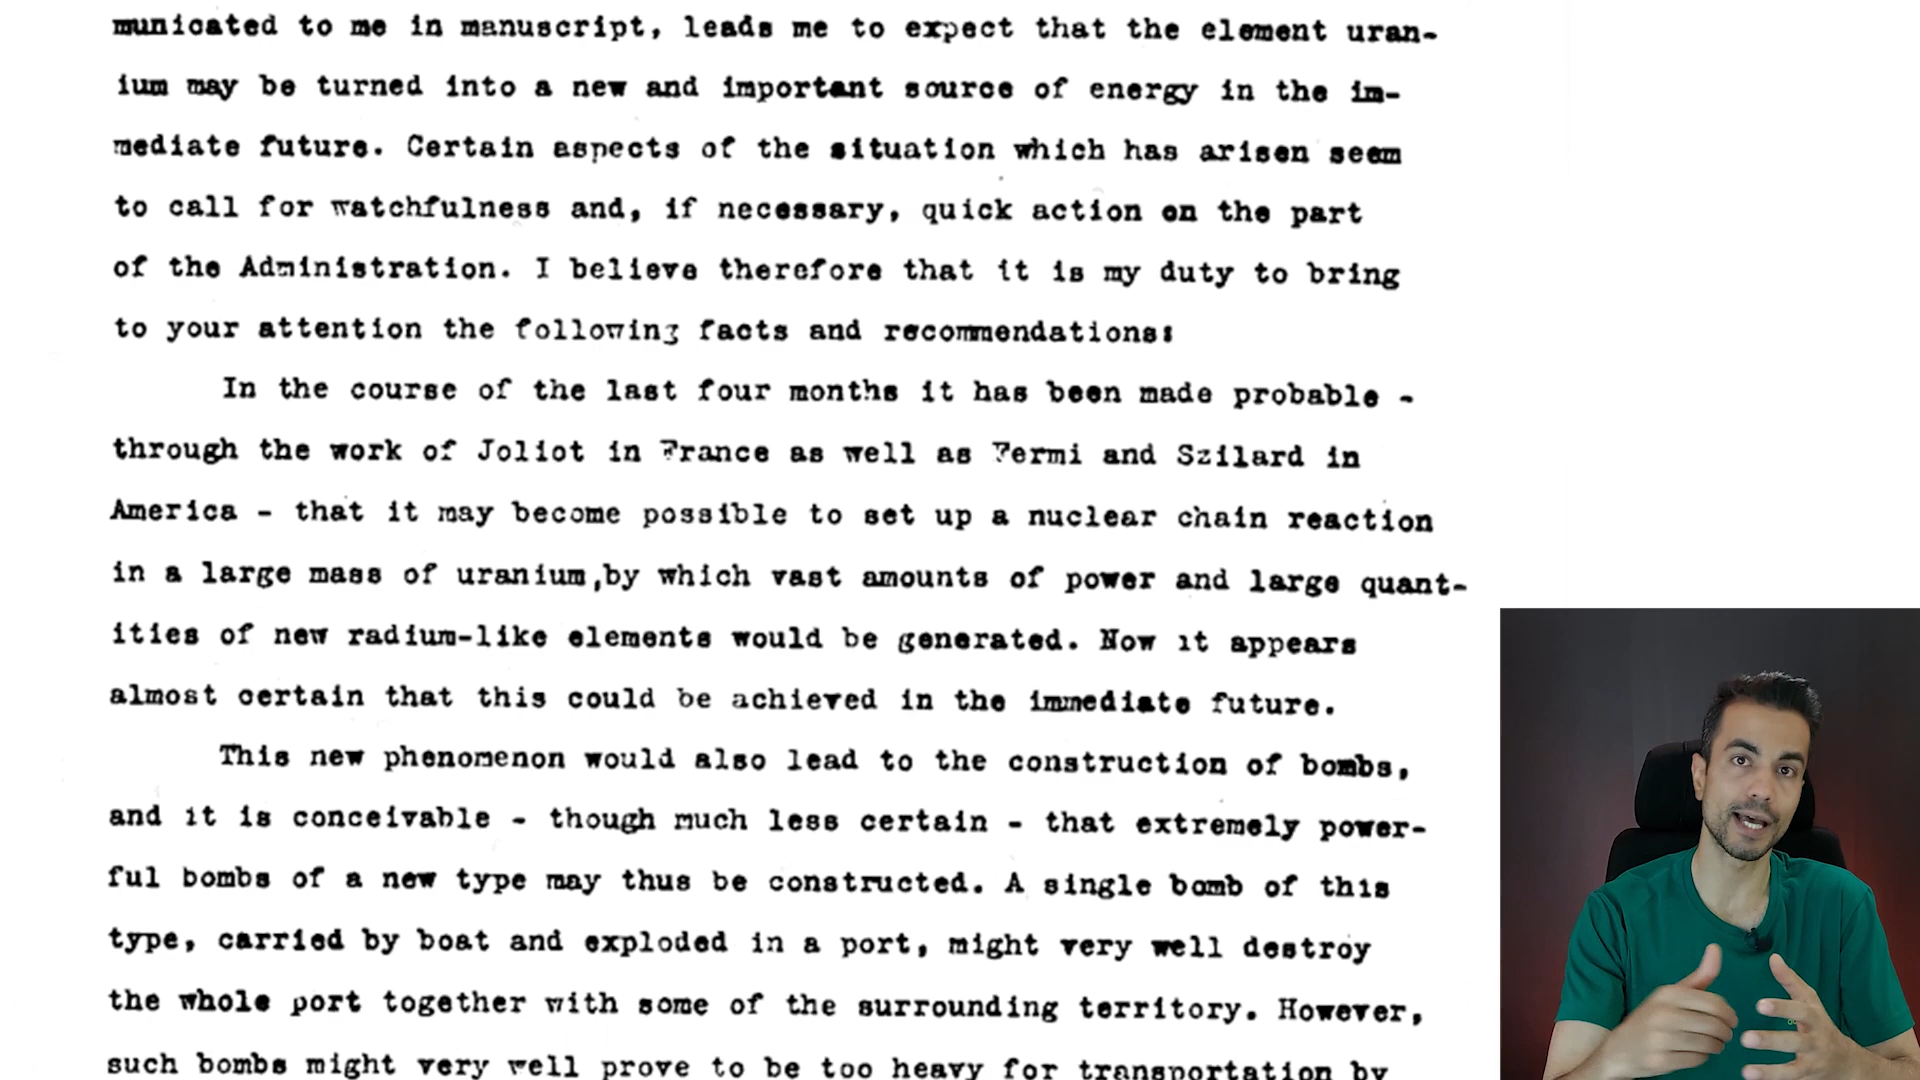 municated to me in manuscript, leads me to expect that the element uran-
ium may be turned into a new and important source of energy in the im-
mediate future. Certain aspects of the situation which has arisen seem
to call for watchfulness and, if necessary, quick action on the part
of the Administration. I believe therefore that it is my duty to bring
to your attention the following facts and recommendations:
In the course of the last four months it has been made probable -
through the work of Joliot in France as well as Fermi and Szilard in
America - that it may become possible to set up a nuclear chain reaction
in a large mass of uranium,by which vast amounts of power and large quant-
ities of new radium-like elements would be generated. Now it appears
almost certain that this could be achieved in the immediate future.
This new phenomenon would also lead to the construction of bombs,
and it is conceivable - though much less certain - that extremely power-
ful bombs of a new type may thus be constructed. A single bomb of this
type, carried by boat and exploded in a port, might very well destroy
the whole port together with some of the surrounding territory. However,
such bombs might very well prove to be too heavy for transportation by